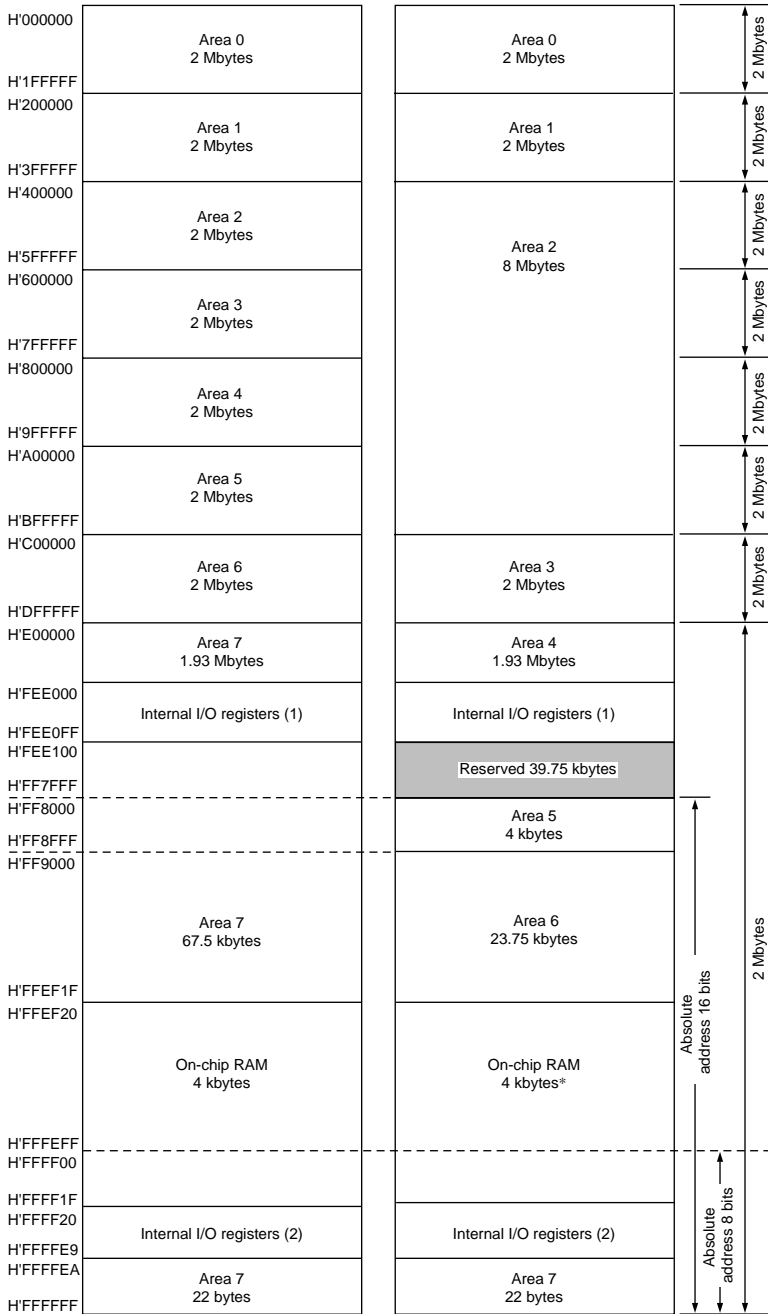 H'000000
H'1FFFFF
H'200000
H'3FFFFF
H'400000
H'5FFFFF
H'600000
H'7FFFFF
H'800000
H'9FFFFF
H'A00000
H'BFFFFF
H'C00000
H'DFFFFF
H'E00000
H'FEE000
H'FEE0FF
H'FEE100
H'FF7FFF
H'FF8000
H'FF8FFF
H'FF9000
H'FFEF1F
H'FFEF20
H'FFFEFF
H'FFFF00
H'FFFF1F
H'FFFF20
H'FFFFE9
H'FFFFEA
H'FFFFFF
Area 0
2 Mbytes
Area 1
2 Mbytes
Area 2
2 Mbytes
Area 3
2 Mbytes
Area 4
2 Mbytes
Area 5
2 Mbytes
Area 6
2 Mbytes
Area 7
1.93 Mbytes
Internal I/O registers (1)
Area 7
67.5 kbytes
On-chip RAM
4 kbytes
Internal I/O registers (2)
Area 7
22 bytes
Area 0
2 Mbytes
Area 1
2 Mbytes
Area 2
8 Mbytes
Area 3
2 Mbytes
Area 4
1.93 Mbytes
Internal I/O registers (1)
Reserved 39.75 kbytes
Area 5
4 kbytes
Area 6
23.75 kbytes
On-chip RAM
4 kbytes*
Internal I/O registers (2)
Area 7
22 bytes
Absolute
address 16 bits
Absolute
address 8 bits
2 Mbytes
2 Mbytes
2 Mbytes
2 Mbytes
2 Mbytes
2 Mbytes
2 Mbytes
2 Mbytes